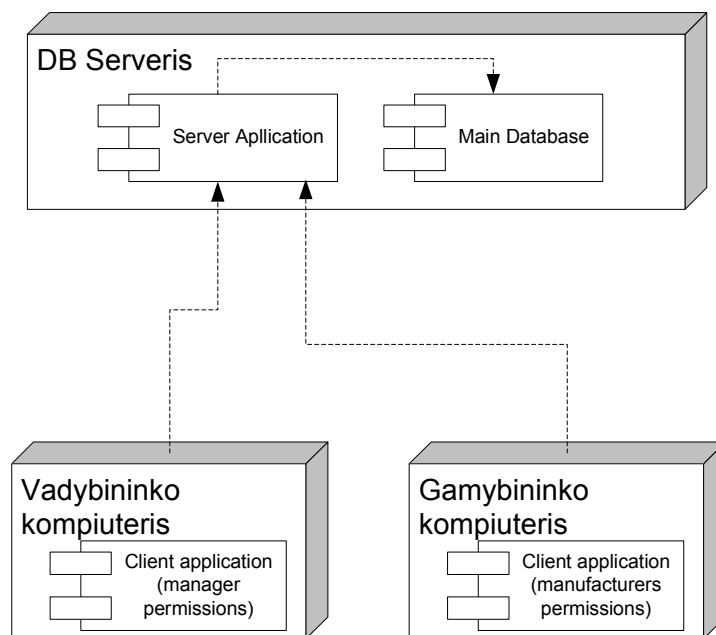 DB Serveris
Server Apllication
Main Database
Vadybininko
kompiuteris
Client application
(manager
permissions)
Gamybininko
kompiuteris
Client application
(manufacturers
permissions)